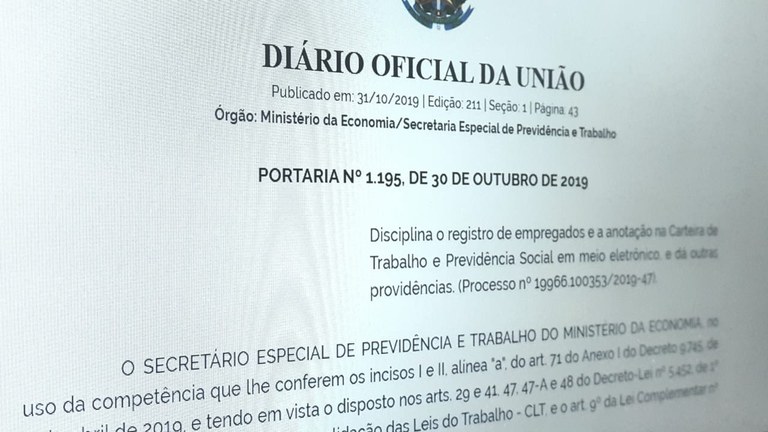 DIÁRIO OFICIAL DA UNIÃO
Publicado em: 31/10/2019 | Edição: 211 | Seção: 1 | Página: 43
Órgão: Ministério da Economia/Secretaria Especial de Previdência e Trabalho
PORTARIA Nº 1.195, DE 30 DE OUTUBRO DE 2019
Disciplina o registro de empregados e a anotação na Carteira de
Trabalho e Previdência Social em meio eletrônico, e dá outras
providências. (Processo nº 19966.100353/2019-47).
O SECRETÁRIO ESPECIAL DE PREVIDÊNCIA E TRABALHO DO MINISTÉRIO DA ECONOMIA, no
uso da competência que lhe conferem os incisos I e II, alínea "a", do art. 71 do Anexo I do Decreto 9.745, de
abril de 2019, e tendo em vista o disposto nos arts. 29 e 41, 47, 47-A e 48 do Decreto-Lei nº 5.452, de 1º
das Leis do Trabalho - CLT, e o art. 9º da Lei Complementar nº